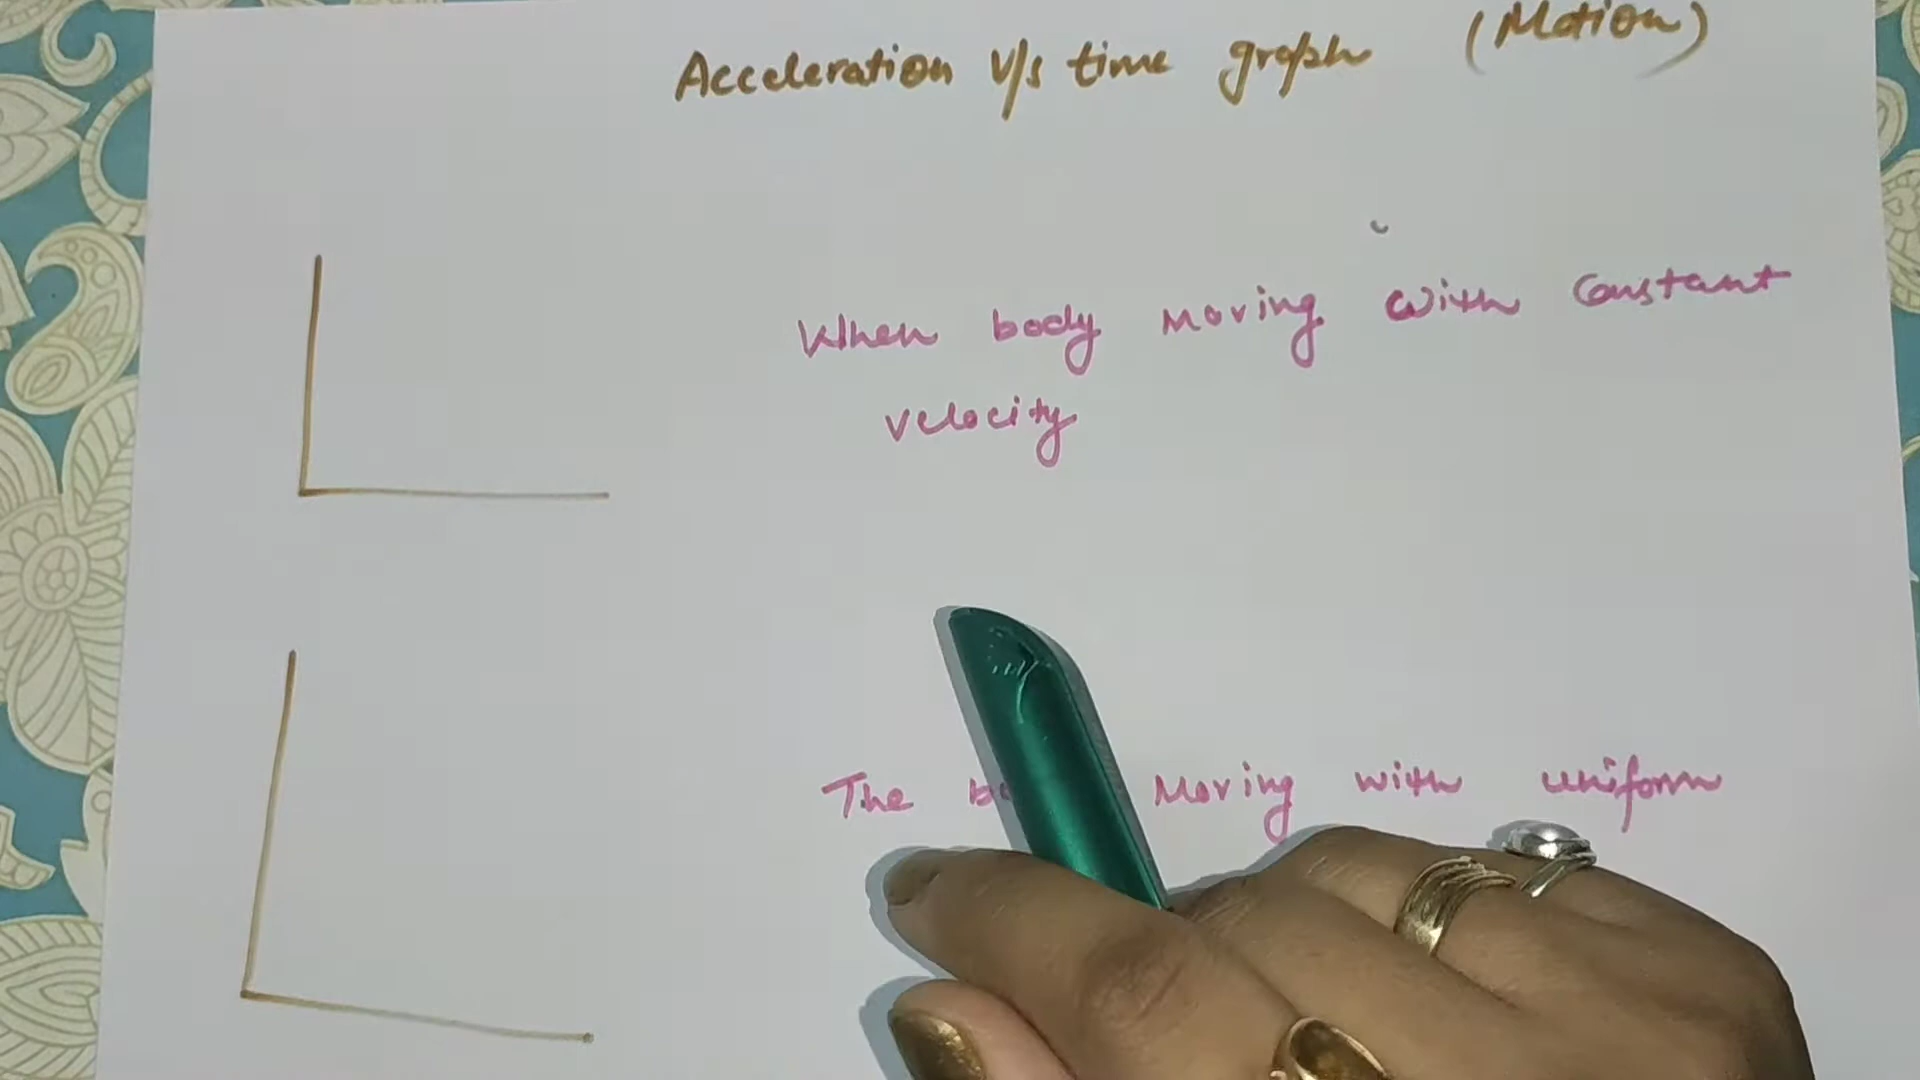 Acceleration v/s time graph (Motion)
When body Moving with Constant
velocity
The Moving with uniform